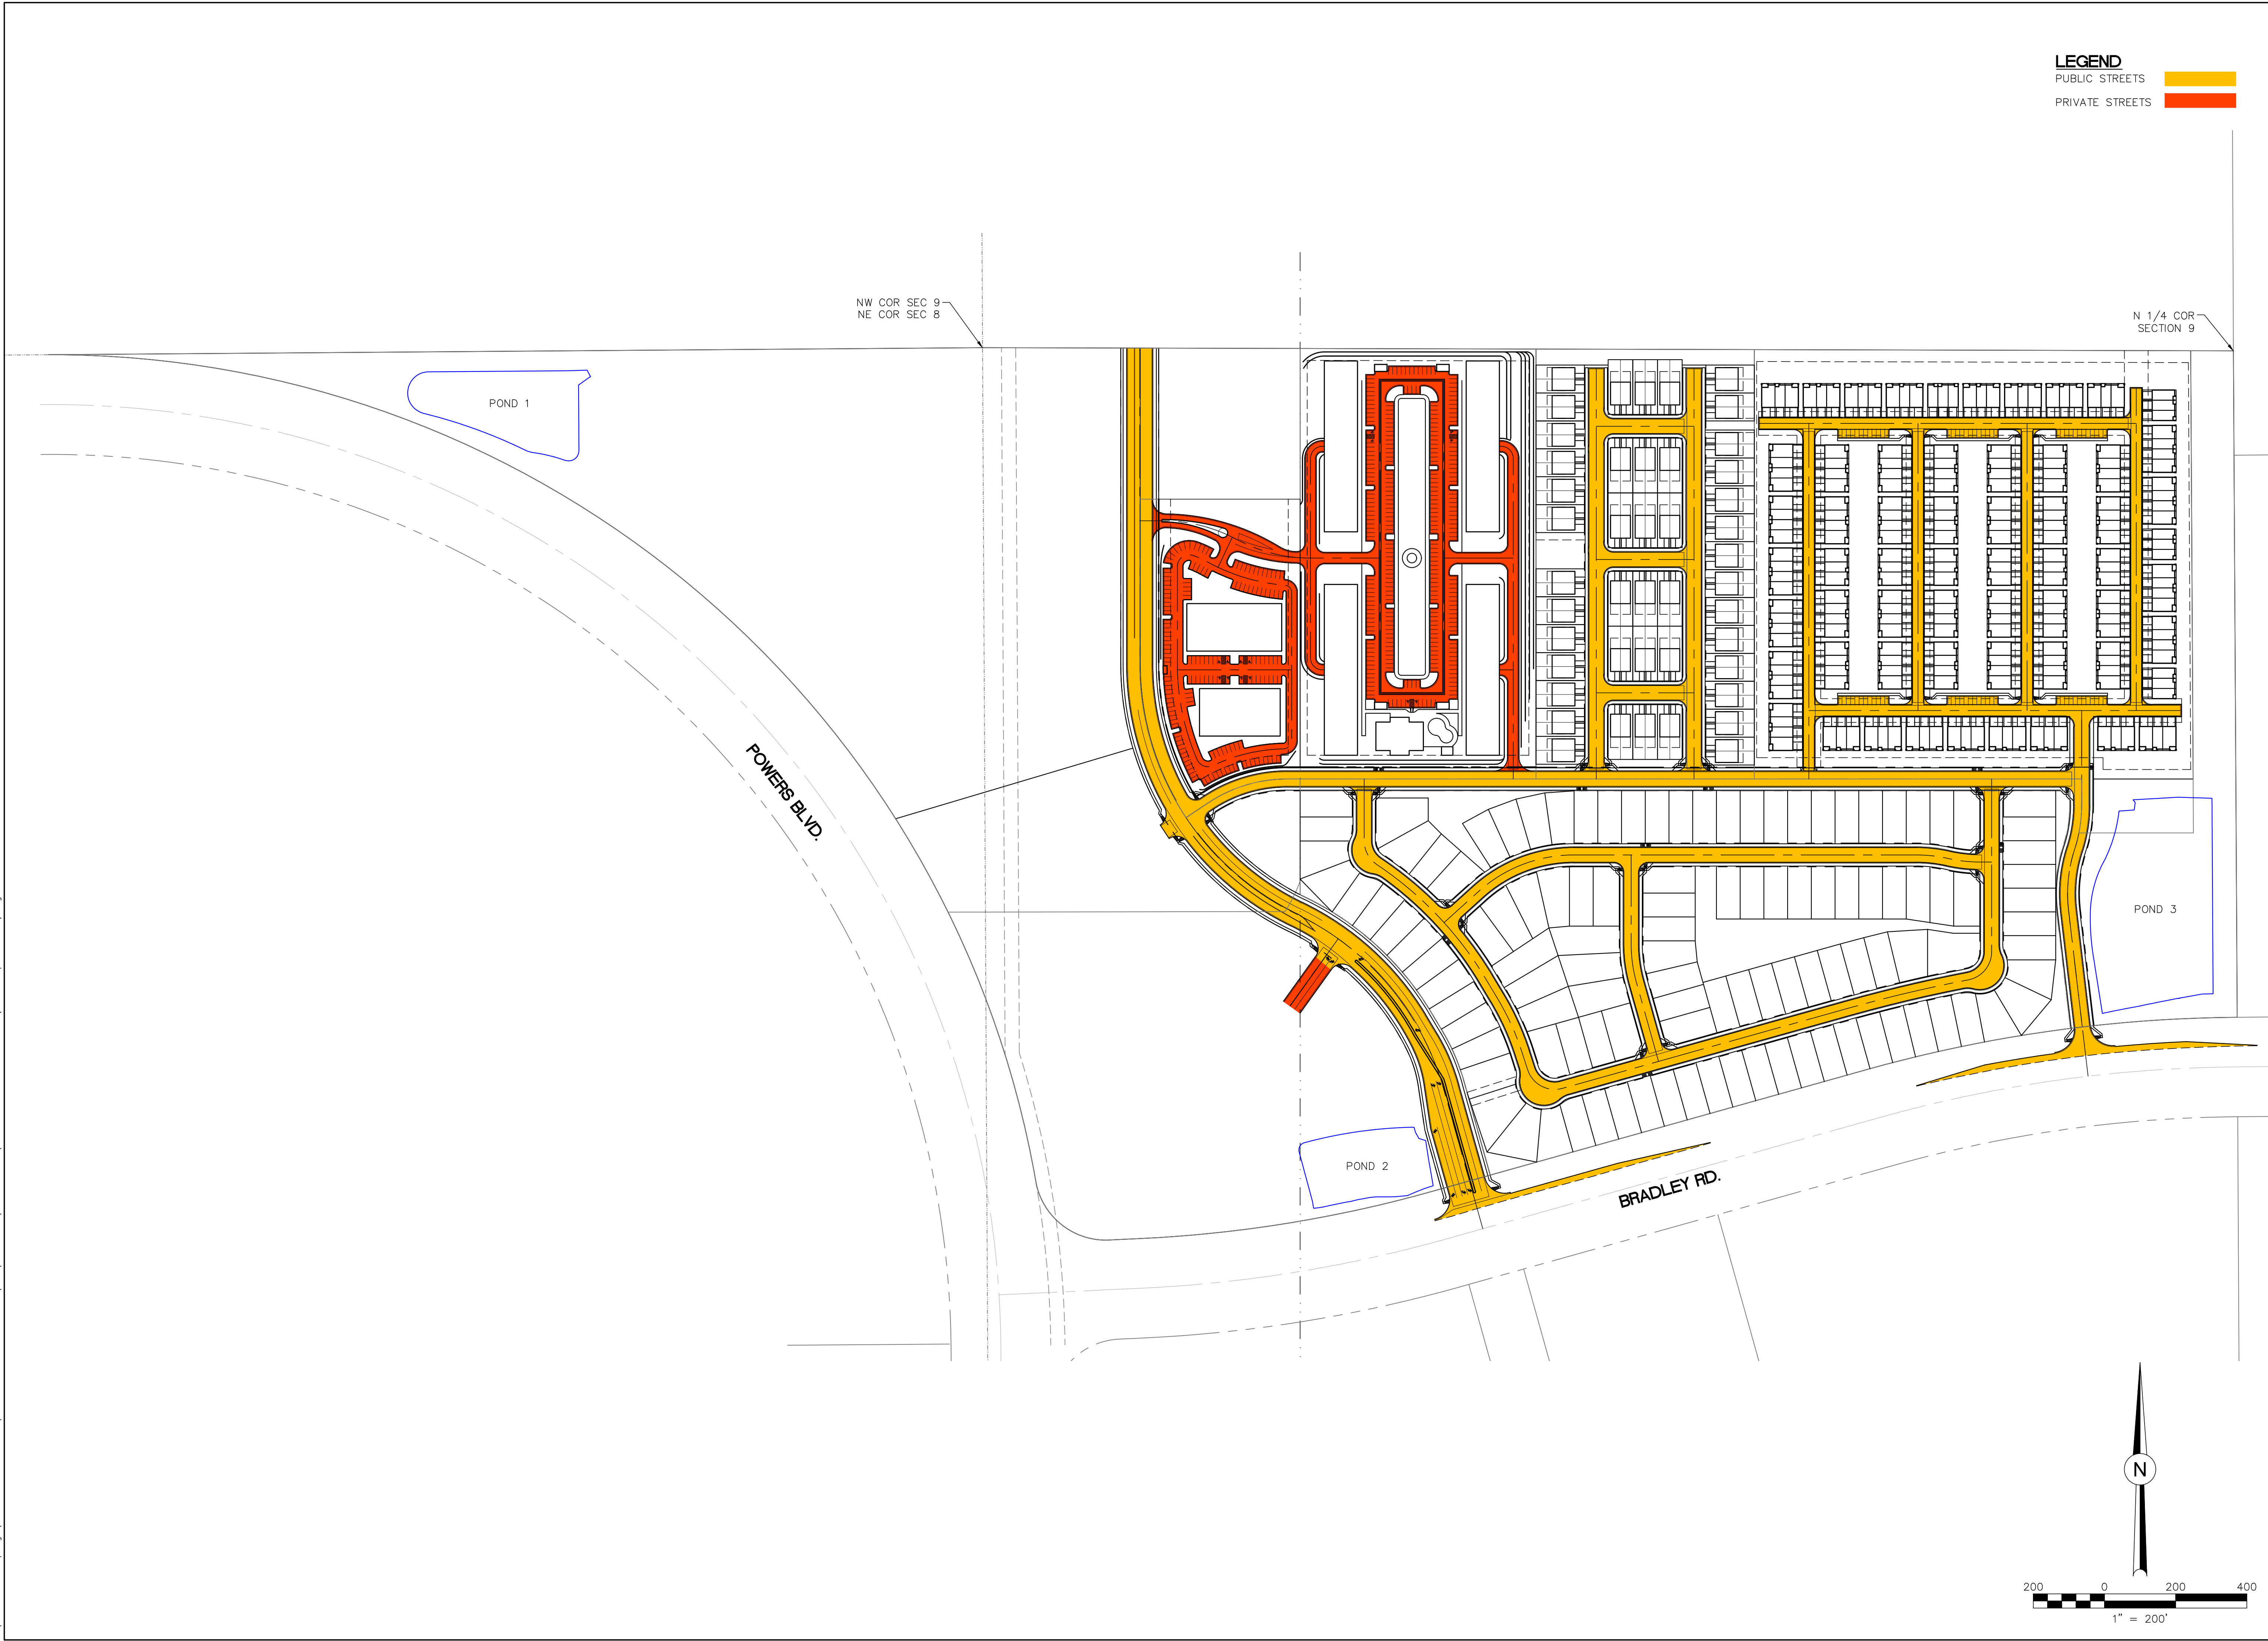 LEGEND
PUBLIC STREETS
PRIVATE STREETS
NW COR SEC 9
NE COR SEC 8
N 1/4 COR
SECTION 9
POND 1
POWERS BLVD.
POND 3
POND 2
BRADLEY RD.
N
200 0 200 400
1" = 200'